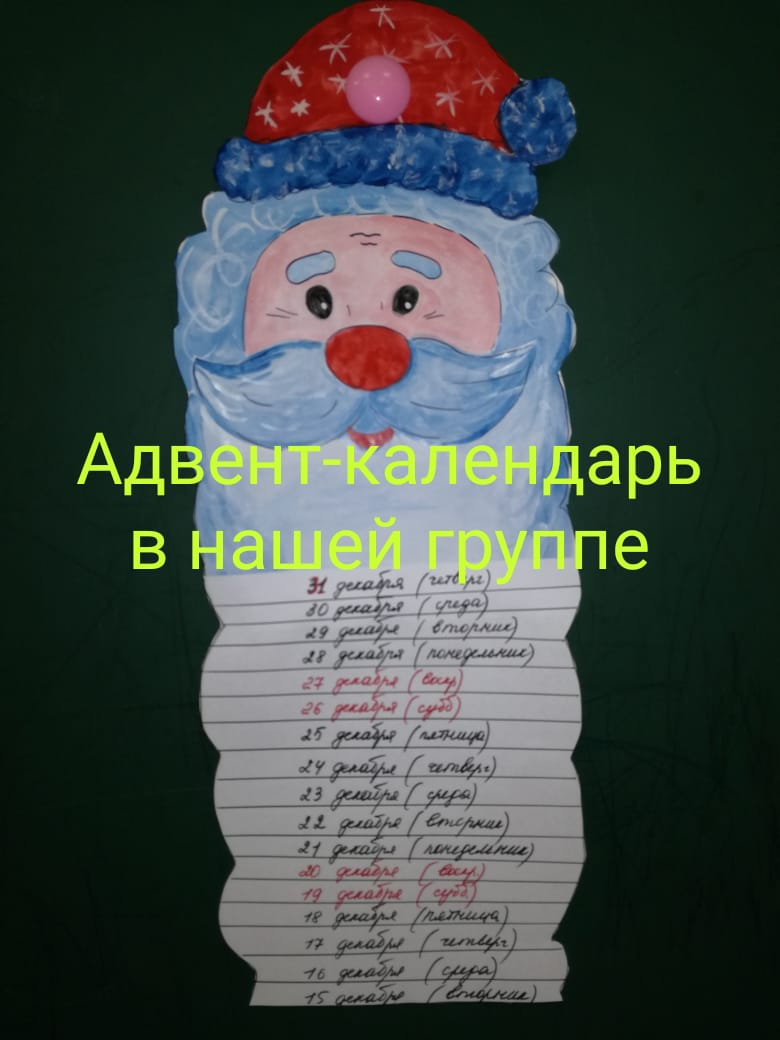 Адвент-календарь
в нашей группе
31 декабря (четверг)
30 декабря (среда)
29 декабря (вторник)
28 декабря (понедельник)
27 декабря (воскр)
26 декабря (субб)
25 декабря (пятница)
24 декабря (четверг)
23 декабря (среда)
22 декабря (вторник)
21 декабря (понедельник)
20 декабря (воскр)
19 декабря (субб)
18 декабря (пятница)
17 декабря (четверг)
16 декабря (среда)
15 декабря (вторник)